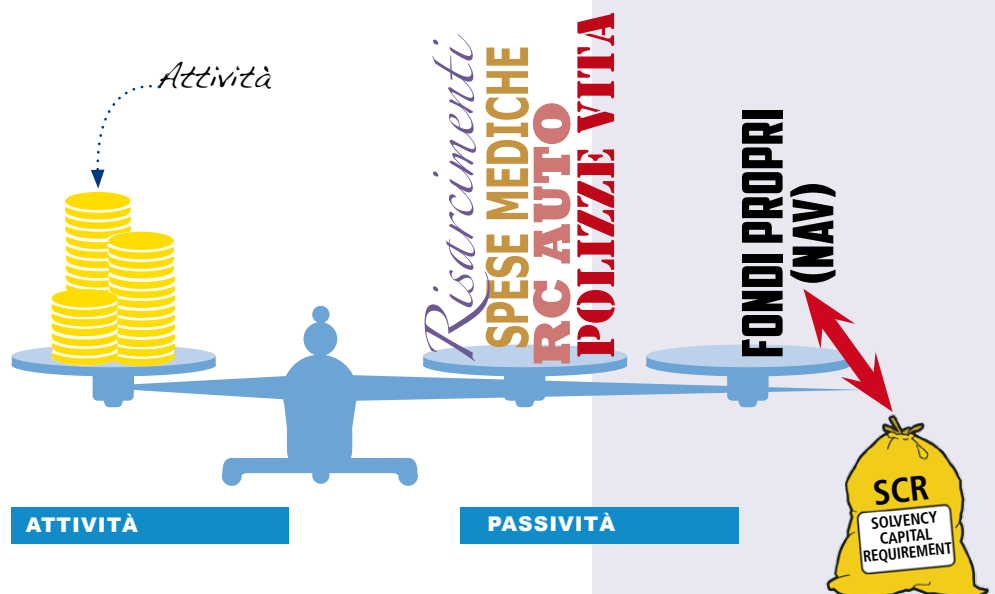 Attività
Risarcimenti
SPESE MEDICHE
RC AUTO
POLIZZE VITA
FONDI PROPRI
(NAV)
SCR
SOLVENCY
CAPITAL
REQUIREMENT
ATTIVITÀ
PASSIVITÀ